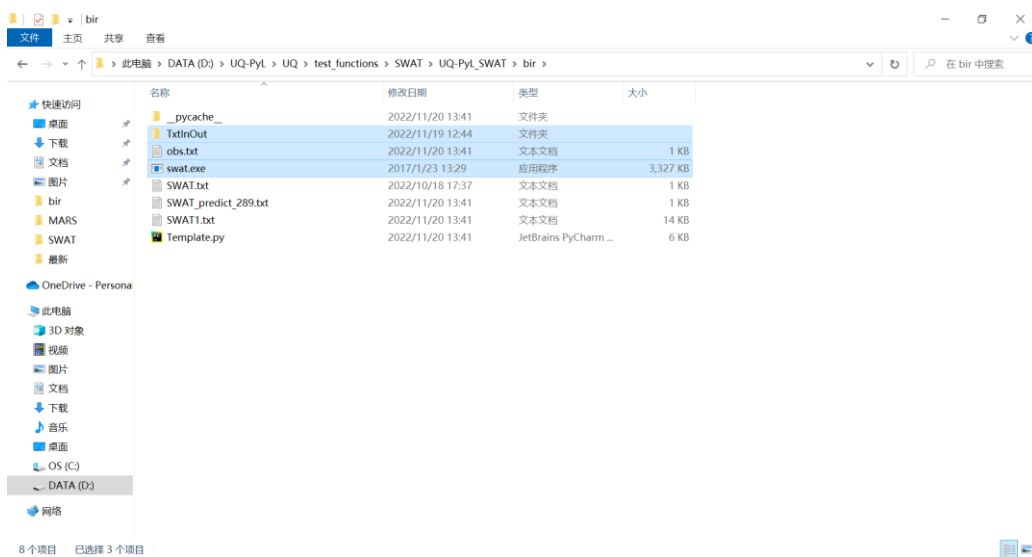 bir
文件 主页 共享 查看
此电脑 > DATA (D:) > UQ-PyL > UQ > test_functions > SWAT > UQ-PyL_SWAT > bir >
在 bir 中搜索
名称 修改日期 类型 大小
__pycache__ 2022/11/20 13:41 文件夹
TxtInOut 2022/11/19 12:44 文件夹
obs.txt 2022/11/20 13:41 文本文档 1 KB
swat.exe 2017/1/23 13:29 应用程序 3,327 KB
SWAT.txt 2022/10/18 17:37 文本文档 1 KB
SWAT_predict_289.txt 2022/11/20 13:41 文本文档 1 KB
SWAT1.txt 2022/11/20 13:41 文本文档 14 KB
Template.py 2022/11/20 13:41 JetBrains PyCharm ... 6 KB
快速访问
桌面
下载
文档
图片
bir
MARS
SWAT
最新
OneDrive - Persona
此电脑
3D 对象
视频
图片
文档
下载
音乐
桌面
OS (C:)
DATA (D:)
网络
8 个项目 已选择 3 个项目